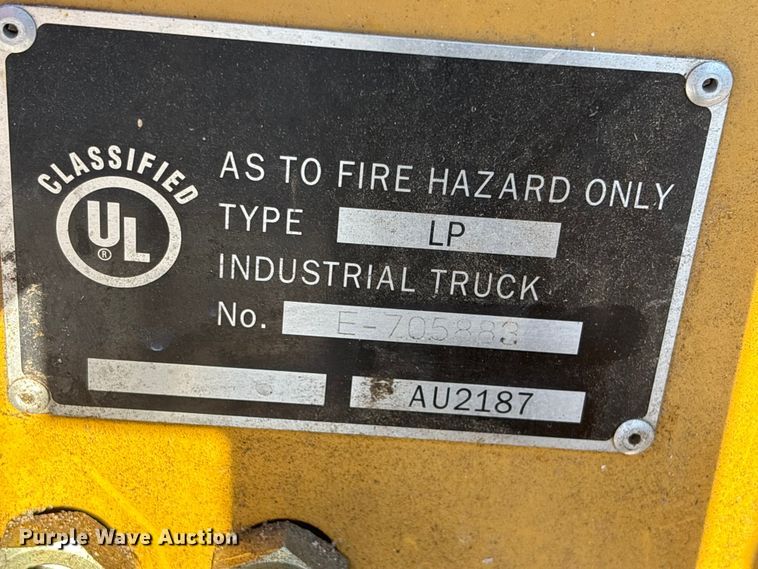 CLASSIFIED
UL
®
AS TO FIRE HAZARD ONLY
TYPE LP
INDUSTRIAL TRUCK
No. E-705883
AU2187
Purple Wave Auction